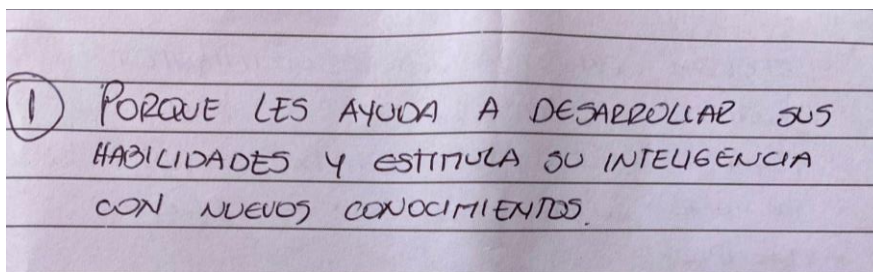 ① PORQUE LES AYUDA A DESARROLLAR SUS
HABILIDADES Y ESTIMULA SU INTELIGENCIA
CON NUEVOS CONOCIMIENTOS.